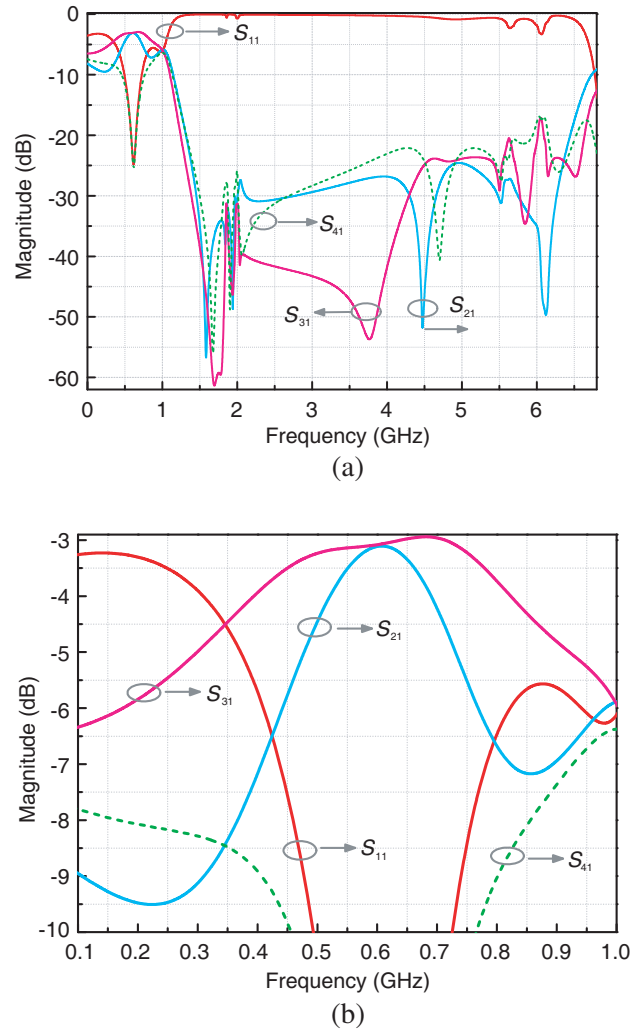 0
-10
-20
-30
-40
-50
-60
Magnitude (dB)
S11
S41
S31
S21
0 1 2 3 4 5 6
Frequency (GHz)
(a)
-3
-4
-5
-6
-7
-8
-9
-10
Magnitude (dB)
S21
S31
S11
S41
0.1 0.2 0.3 0.4 0.5 0.6 0.7 0.8 0.9 1.0
Frequency (GHz)
(b)